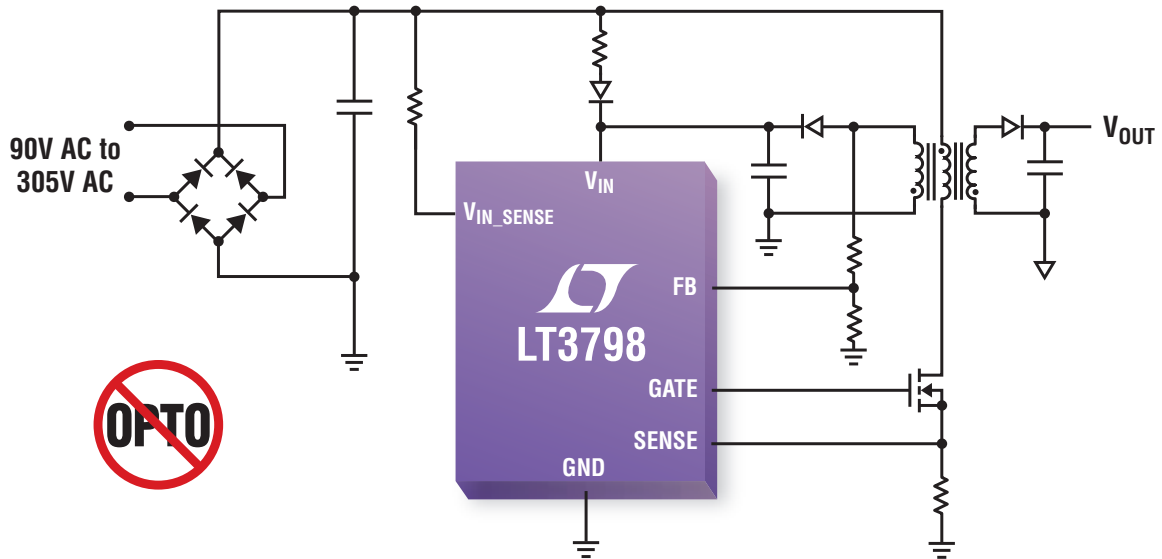 90V AC to
305V AC
VIN
VIN_SENSE
FB
LT3798
GATE
SENSE
GND
VOUT
OPTO